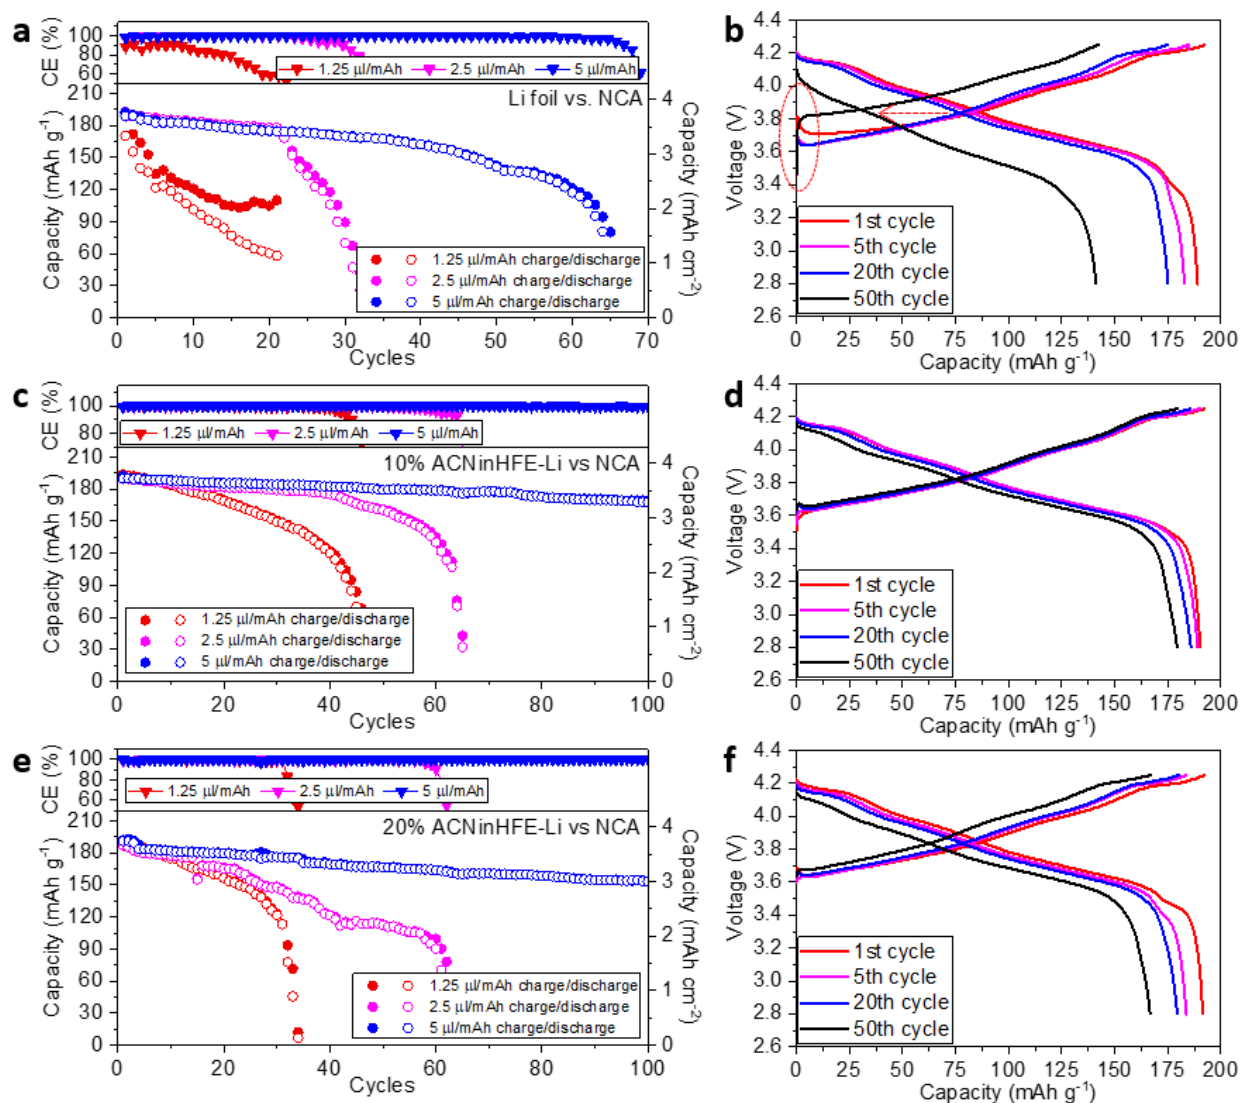 a
CE (%)
100
80
60
1.25 µl/mAh 2.5 µl/mAh 5 µl/mAh
Li foil vs. NCA
Capacity (mAh g⁻¹)
210
180
150
120
90
60
30
0
4
3
2
1
0
Capacity (mAh cm⁻²)
1.25 µl/mAh charge/discharge
2.5 µl/mAh charge/discharge
5 µl/mAh charge/discharge
0 10 20 30 40 50 60 70
Cycles
b
Voltage (V)
4.4
4.2
4.0
3.8
3.6
3.4
3.2
3.0
2.8
2.6
1st cycle
5th cycle
20th cycle
50th cycle
0 25 50 75 100 125 150 175 200
Capacity (mAh g⁻¹)
c
CE (%)
100
80
1.25 µl/mAh 2.5 µl/mAh 5 µl/mAh
10% ACNinHFE-Li vs NCA
Capacity (mAh g⁻¹)
210
180
150
120
90
60
30
0
4
3
2
1
0
Capacity (mAh cm⁻²)
1.25 µl/mAh charge/discharge
2.5 µl/mAh charge/discharge
5 µl/mAh charge/discharge
0 20 40 60 80 100
Cycles
d
Voltage (V)
4.4
4.2
4.0
3.8
3.6
3.4
3.2
3.0
2.8
2.6
1st cycle
5th cycle
20th cycle
50th cycle
0 25 50 75 100 125 150 175 200
Capacity (mAh g⁻¹)
e
CE (%)
100
80
60
1.25 µl/mAh 2.5 µl/mAh 5 µl/mAh
20% ACNinHFE-Li vs NCA
Capacity (mAh g⁻¹)
210
180
150
120
90
60
30
0
4
3
2
1
0
Capacity (mAh cm⁻²)
1.25 µl/mAh charge/discharge
2.5 µl/mAh charge/discharge
5 µl/mAh charge/discharge
0 20 40 60 80 100
Cycles
f
Voltage (V)
4.4
4.2
4.0
3.8
3.6
3.4
3.2
3.0
2.8
2.6
1st cycle
5th cycle
20th cycle
50th cycle
0 25 50 75 100 125 150 175 200
Capacity (mAh g⁻¹)